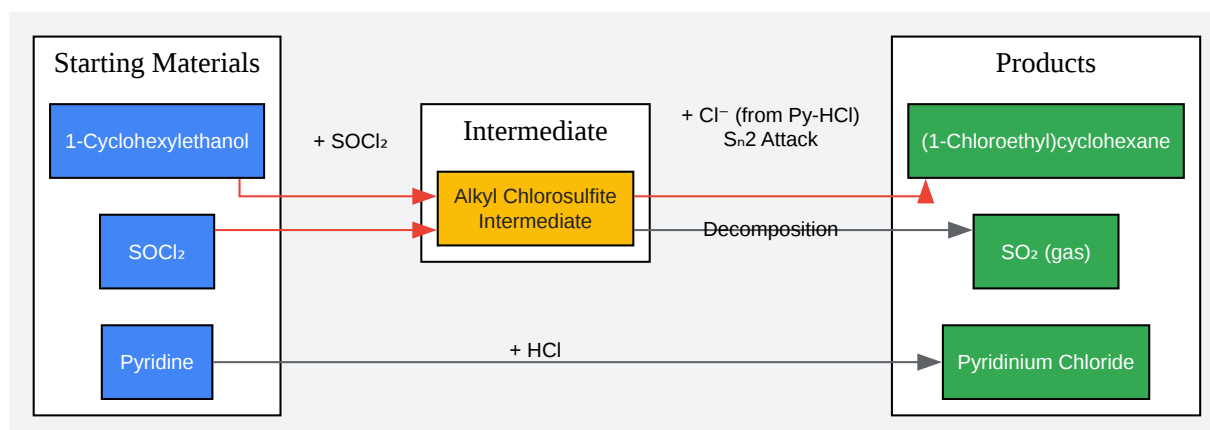 Starting Materials
1-Cyclohexylethanol
SOCl₂
Pyridine
+ SOCl₂
Intermediate
Alkyl Chlorosulfite
Intermediate
+ Cl⁻ (from Py-HCl)
Sₙ2 Attack
Decomposition
+ HCl
Products
(1-Chloroethyl)cyclohexane
SO₂ (gas)
Pyridinium Chloride